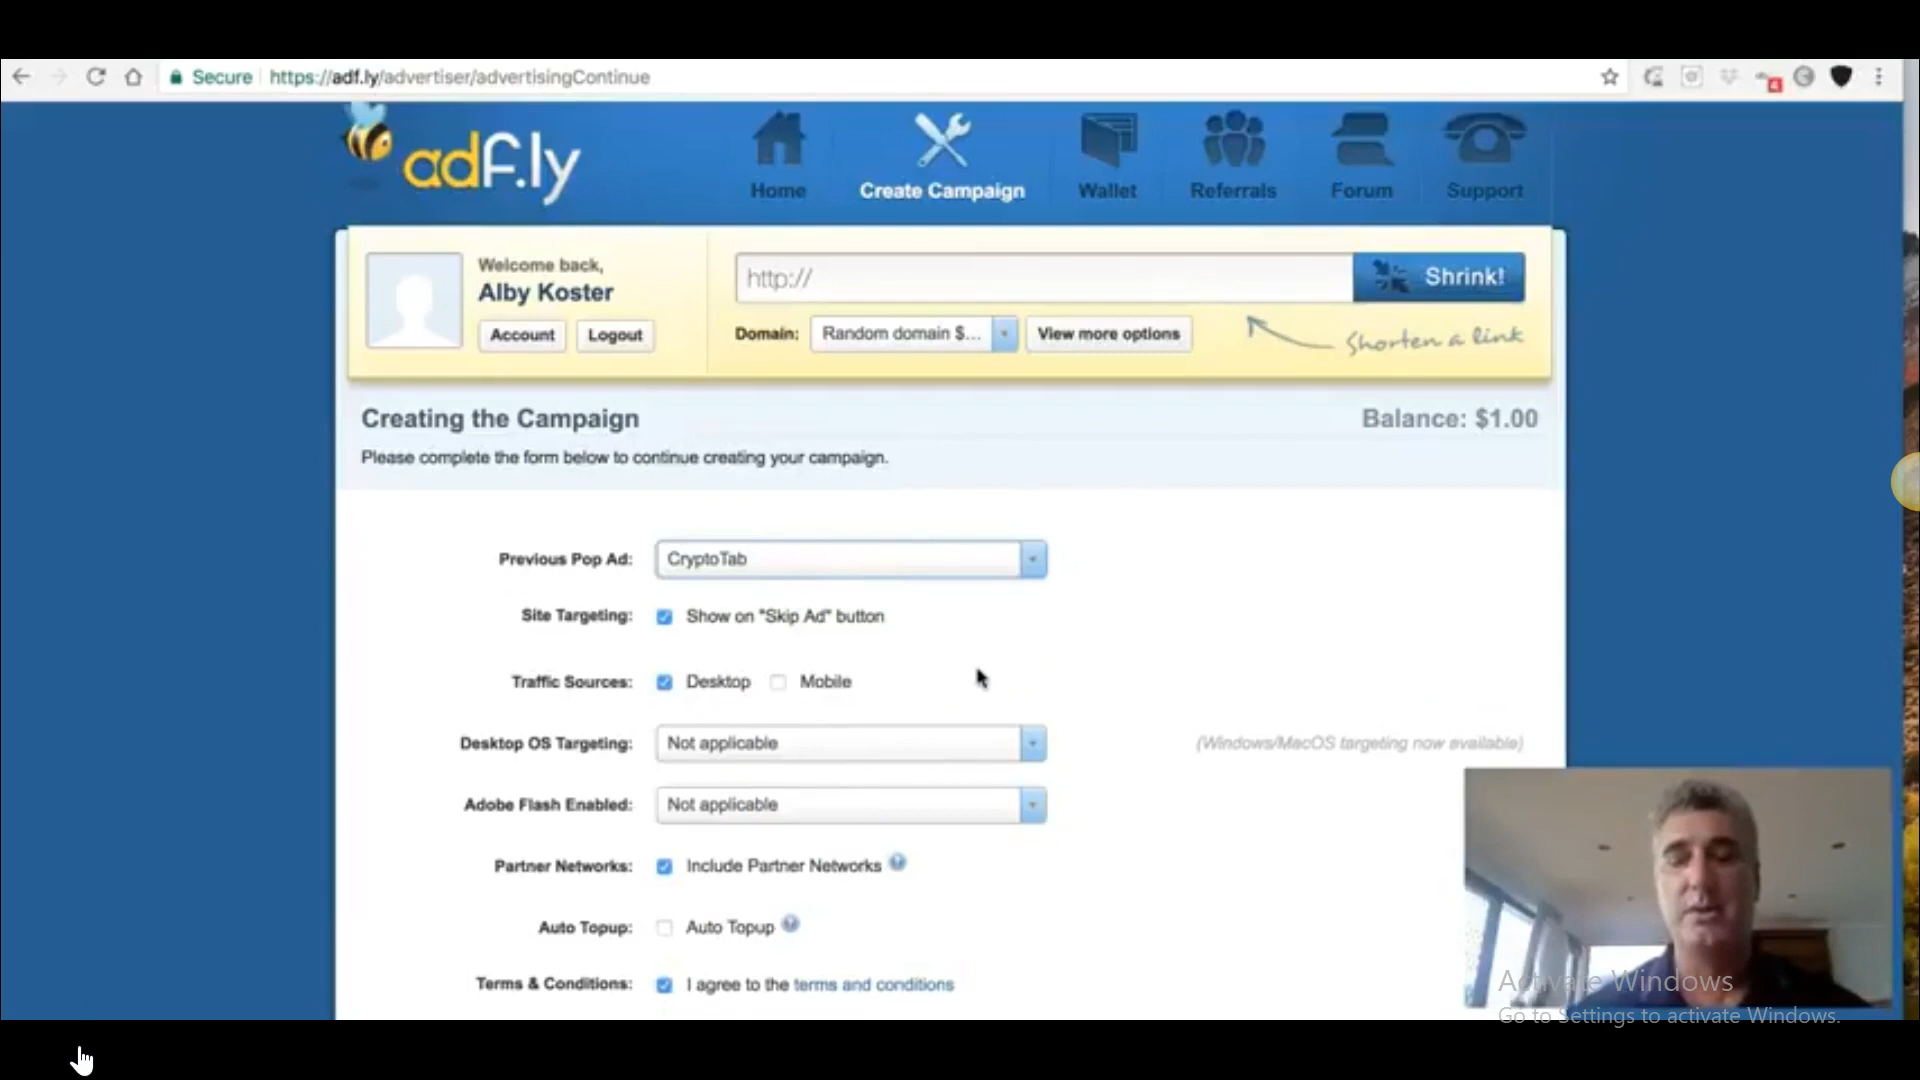 Secure https://adf.ly/advertiser/advertisingContinue
4
adf.ly
Home Create Campaign Wallet Referrals Forum Support
Welcome back,
Alby Koster
Account Logout
http:// Shrink!
Domain: Random domain $... View more options
Shorten a link
Creating the Campaign Balance: $1.00
Please complete the form below to continue creating your campaign.
Previous Pop Ad: CryptoTab
Site Targeting: Show on "Skip Ad" button
Traffic Sources: Desktop Mobile
Desktop OS Targeting: Not applicable (Windows/MacOS targeting now available)
Adobe Flash Enabled: Not applicable
Partner Networks: Include Partner Networks ?
Auto Topup: Auto Topup ?
Terms & Conditions: I agree to the terms and conditions
Activate Windows
Go to Settings to activate Windows.